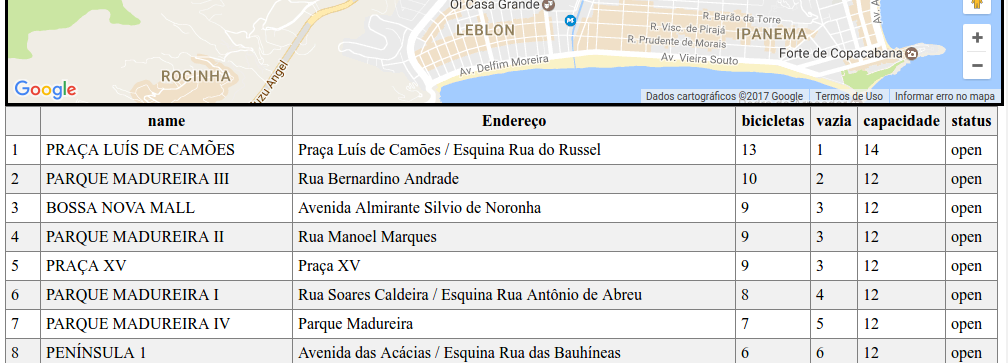 Oi Casa Grande
LEBLON
R. Barão da Torre
R. Visc. de Pirajá
IPANEMA
R. Prudente de Morais
Forte de Copacabana
Av. Vieira Souto
Av. Delfim Moreira
ROCINHA
uzu Angel
Av. A
+
−
Google
Dados cartográficos ©2017 Google Termos de Uso Informar erro no mapa
name Endereço bicicletas vazia capacidade status
1 PRAÇA LUÍS DE CAMÕES Praça Luís de Camões / Esquina Rua do Russel 13 1 14 open
2 PARQUE MADUREIRA III Rua Bernardino Andrade 10 2 12 open
3 BOSSA NOVA MALL Avenida Almirante Silvio de Noronha 9 3 12 open
4 PARQUE MADUREIRA II Rua Manoel Marques 9 3 12 open
5 PRAÇA XV Praça XV 9 3 12 open
6 PARQUE MADUREIRA I Rua Soares Caldeira / Esquina Rua Antônio de Abreu 8 4 12 open
7 PARQUE MADUREIRA IV Parque Madureira 7 5 12 open
8 PENÍNSULA 1 Avenida das Acácias / Esquina Rua das Bauhíneas 6 6 12 open